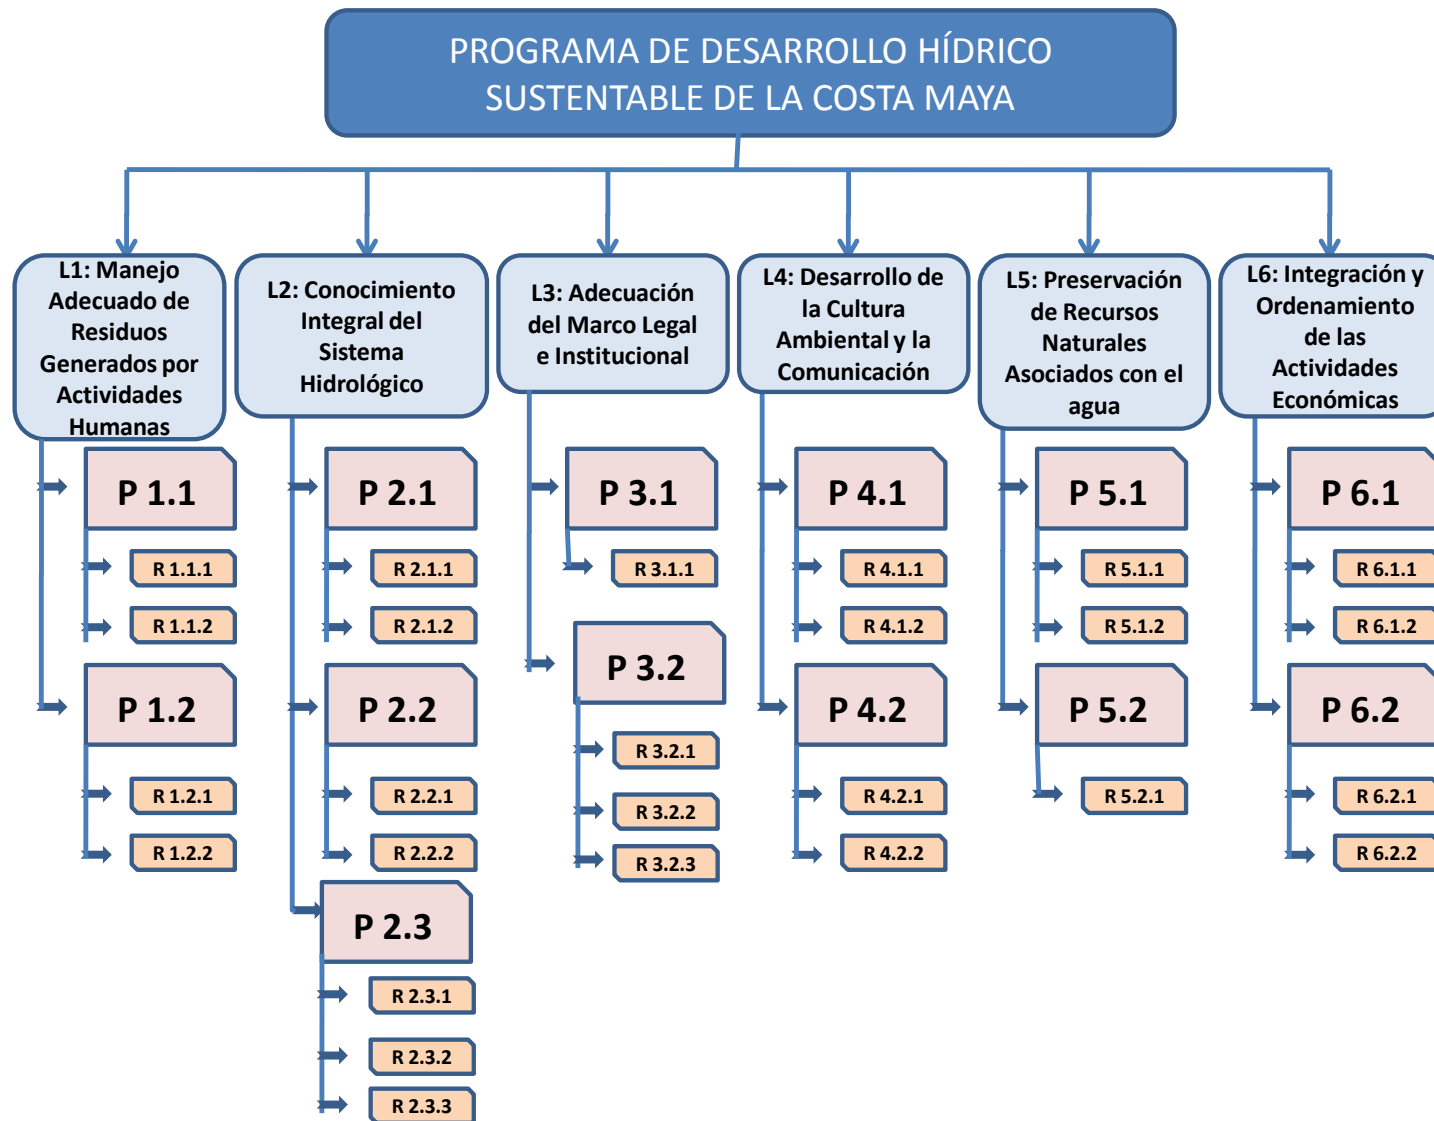 PROGRAMA DE DESARROLLO HÍDRICO
SUSTENTABLE DE LA COSTA MAYA
L1: Manejo
Adecuado de
Residuos
Generados por
Actividades
Humanas
P 1.1
R 1.1.1
R 1.1.2
P 1.2
R 1.2.1
R 1.2.2
L2: Conocimiento
Integral del
Sistema
Hidrológico
P 2.1
R 2.1.1
R 2.1.2
P 2.2
R 2.2.1
R 2.2.2
P 2.3
R 2.3.1
R 2.3.2
R 2.3.3
L3: Adecuación
del Marco Legal
e Institucional
P 3.1
R 3.1.1
P 3.2
R 3.2.1
R 3.2.2
R 3.2.3
L4: Desarrollo de
la Cultura
Ambiental y la
Comunicación
P 4.1
R 4.1.1
R 4.1.2
P 4.2
R 4.2.1
R 4.2.2
L5: Preservación
de Recursos
Naturales
Asociados con el
agua
P 5.1
R 5.1.1
R 5.1.2
P 5.2
R 5.2.1
L6: Integración y
Ordenamiento
de las
Actividades
Económicas
P 6.1
R 6.1.1
R 6.1.2
P 6.2
R 6.2.1
R 6.2.2